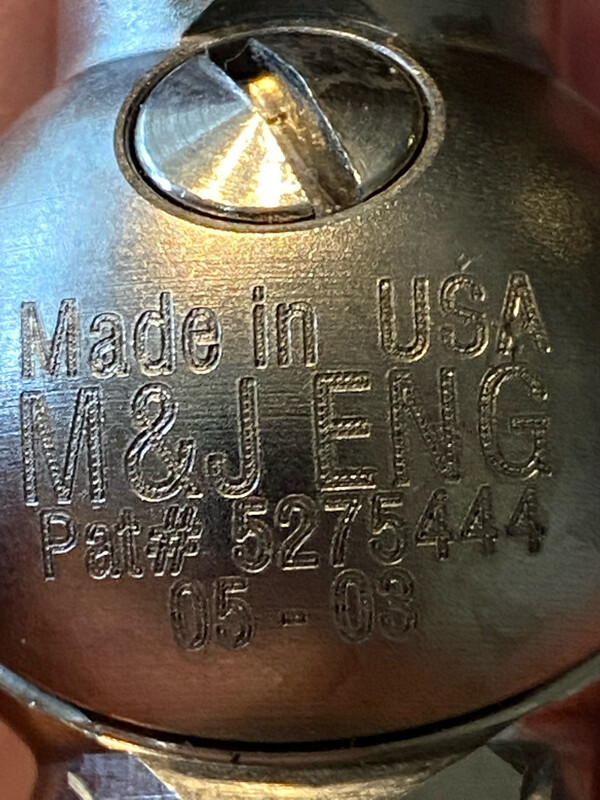 Made in USA
M&J ENG
Pat# 5275444
05 - 03